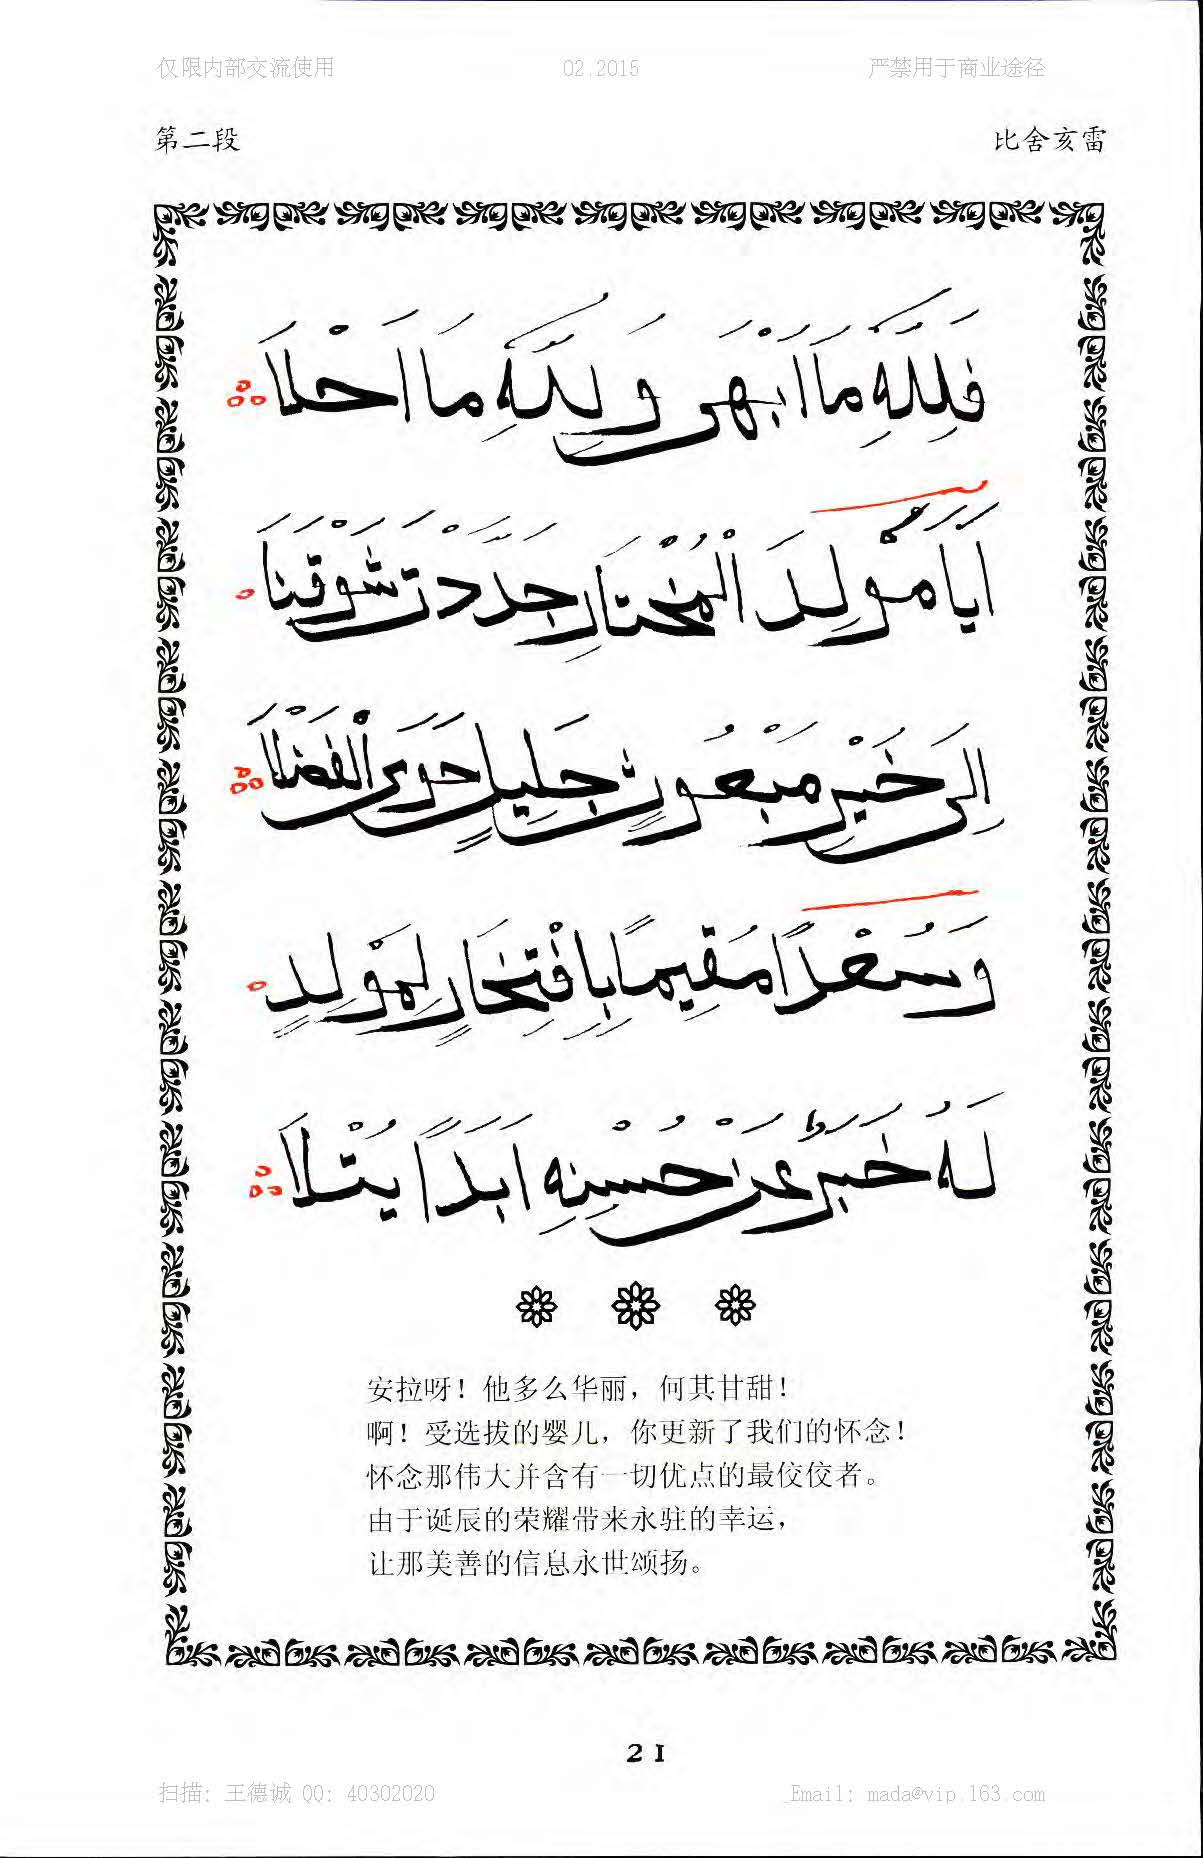 仅限内部交流使用 02.2015 严禁用于商业途径
第二段 比舍亥雷
فَلِلَّهِ مَا اَبْهَى وَلِلَّهِ مَا اَحْلَا
اَيَا مَوْلِدَ الْمُخْتَارِ جَدَّدْتَ شَوْقَنَا
اِلَى خَيْرِ مَبْعُوثٍ جَلِيلٍ حَوَى الْفَضْلَا
وَسُعْدًا مُقِيمًا بِافْتِخَارٍ لِمَوْلِدٍ
لَهُ خَبَرٌ عَنْ حُسْنِهِ اَبَدًا يُتْلَا
安拉呀！他多么华丽，何其甘甜！
啊！受选拔的婴儿，你更新了我们的怀念！
怀念那伟大并含有一切优点的最佼佼者。
由于诞辰的荣耀带来永驻的幸运，
让那美善的信息永世颂扬。
21
扫描：王德诚 QQ：40302020 Email：mada@vip.163.com